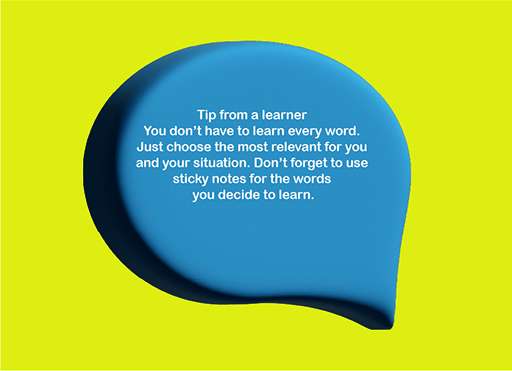 Tip from a learner
You don’t have to learn every word.
Just choose the most relevant for you
and your situation. Don’t forget to use
sticky notes for the words
you decide to learn.